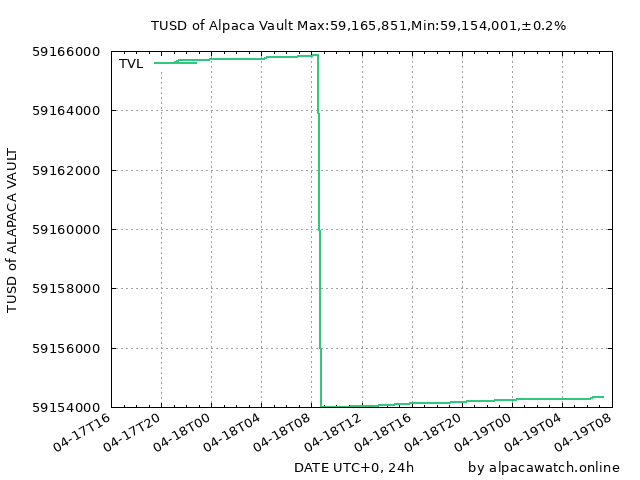 TUSD of Alpaca Vault Max:59,165,851,Min:59,154,001,±0.2%
TVL
59166000
59164000
59162000
59160000
59158000
59156000
59154000
TUSD of ALAPACA VAULT
04-17T16
04-17T20
04-18T00
04-18T04
04-18T08
04-18T12
04-18T16
04-18T20
04-19T00
04-19T04
04-19T08
DATE UTC+0, 24h
by alpacawatch.online